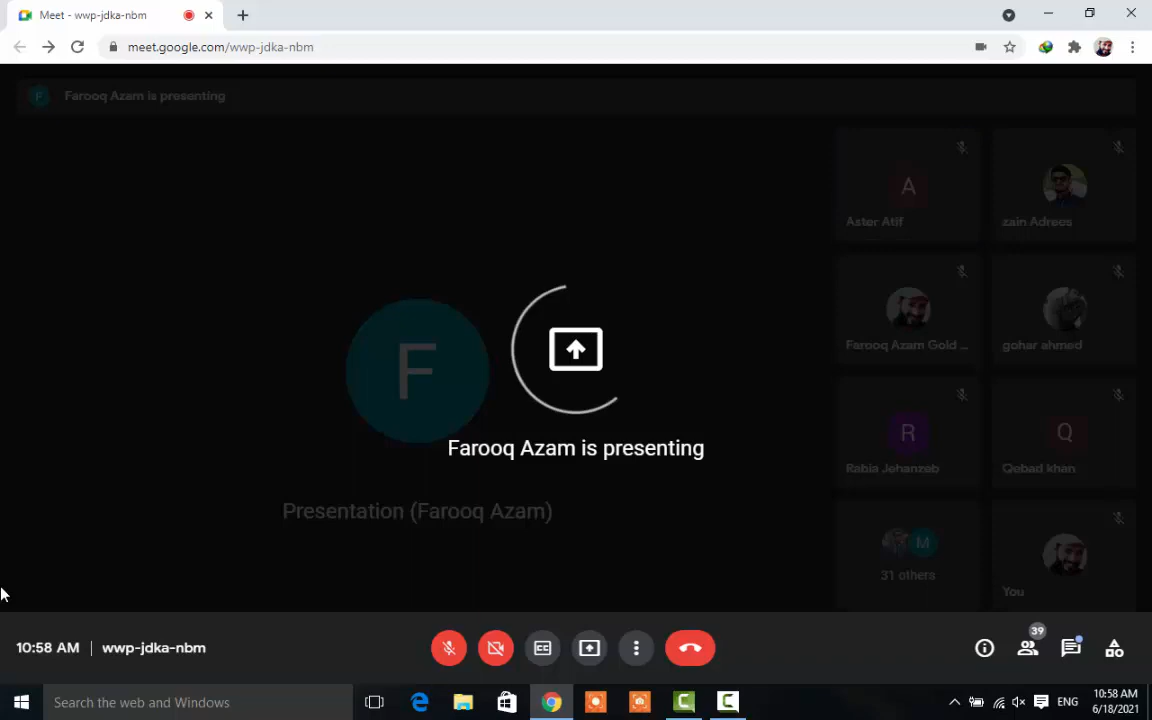 Meet - wwp-jdka-nbm
meet.google.com/wwp-jdka-nbm
F Farooq Azam is presenting
A
Aster Atif
zain Adrees
Farooq Azam Gold ...
gohar ahmed
F
Farooq Azam is presenting
Presentation (Farooq Azam)
R
Rabia Jehanzeb
Q
Qebad khan
M
31 others
You
10:58 AM | wwp-jdka-nbm
CC
39
Search the web and Windows
ENG
10:58 AM
6/18/2021